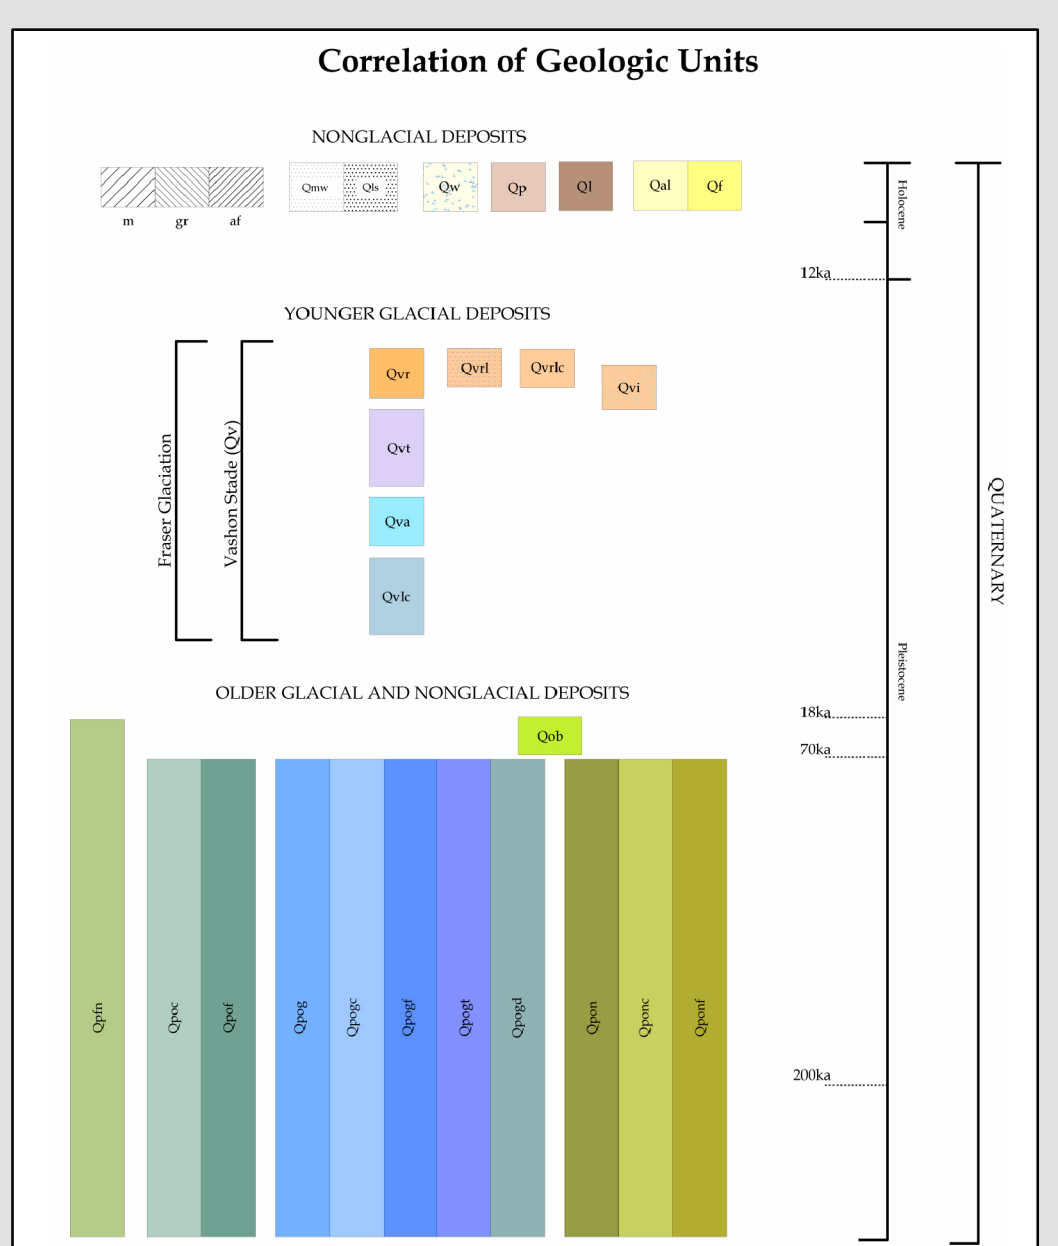 Correlation of Geologic Units
NONGLACIAL DEPOSITS
Qmw Qls Qw Qp Ql Qal Qf
m gr af
Holocene
12ka
YOUNGER GLACIAL DEPOSITS
Qvr Qvrl Qvrlc Qvi
Qvt
Qva
Qvlc
Fraser Glaciation
Vashon Stade (Qv)
QUATERNARY
Pleistocene
OLDER GLACIAL AND NONGLACIAL DEPOSITS
18ka
Qob
70ka
Qpfn Qpoc Qpof Qpog Qpogc Qpogf Qpogt Qpogd Qpon Qponc Qponf
200ka